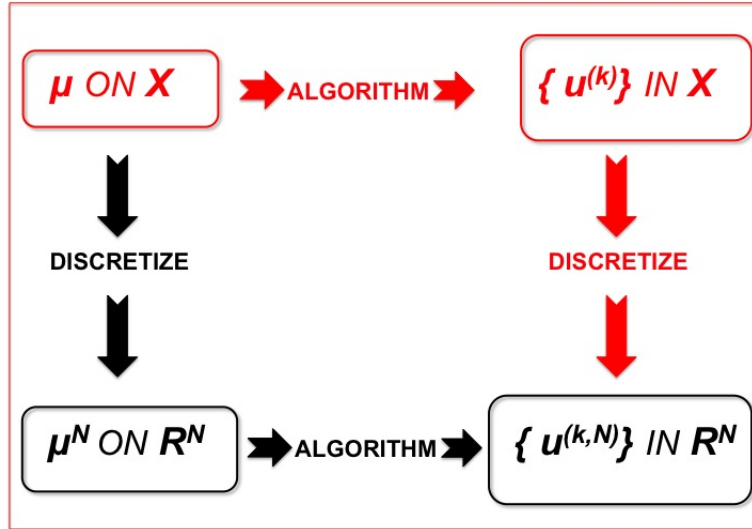 μ ON X ALGORITHM { u(k)} IN X
DISCRETIZE DISCRETIZE
μN ON RN ALGORITHM { u(k,N)} IN RN